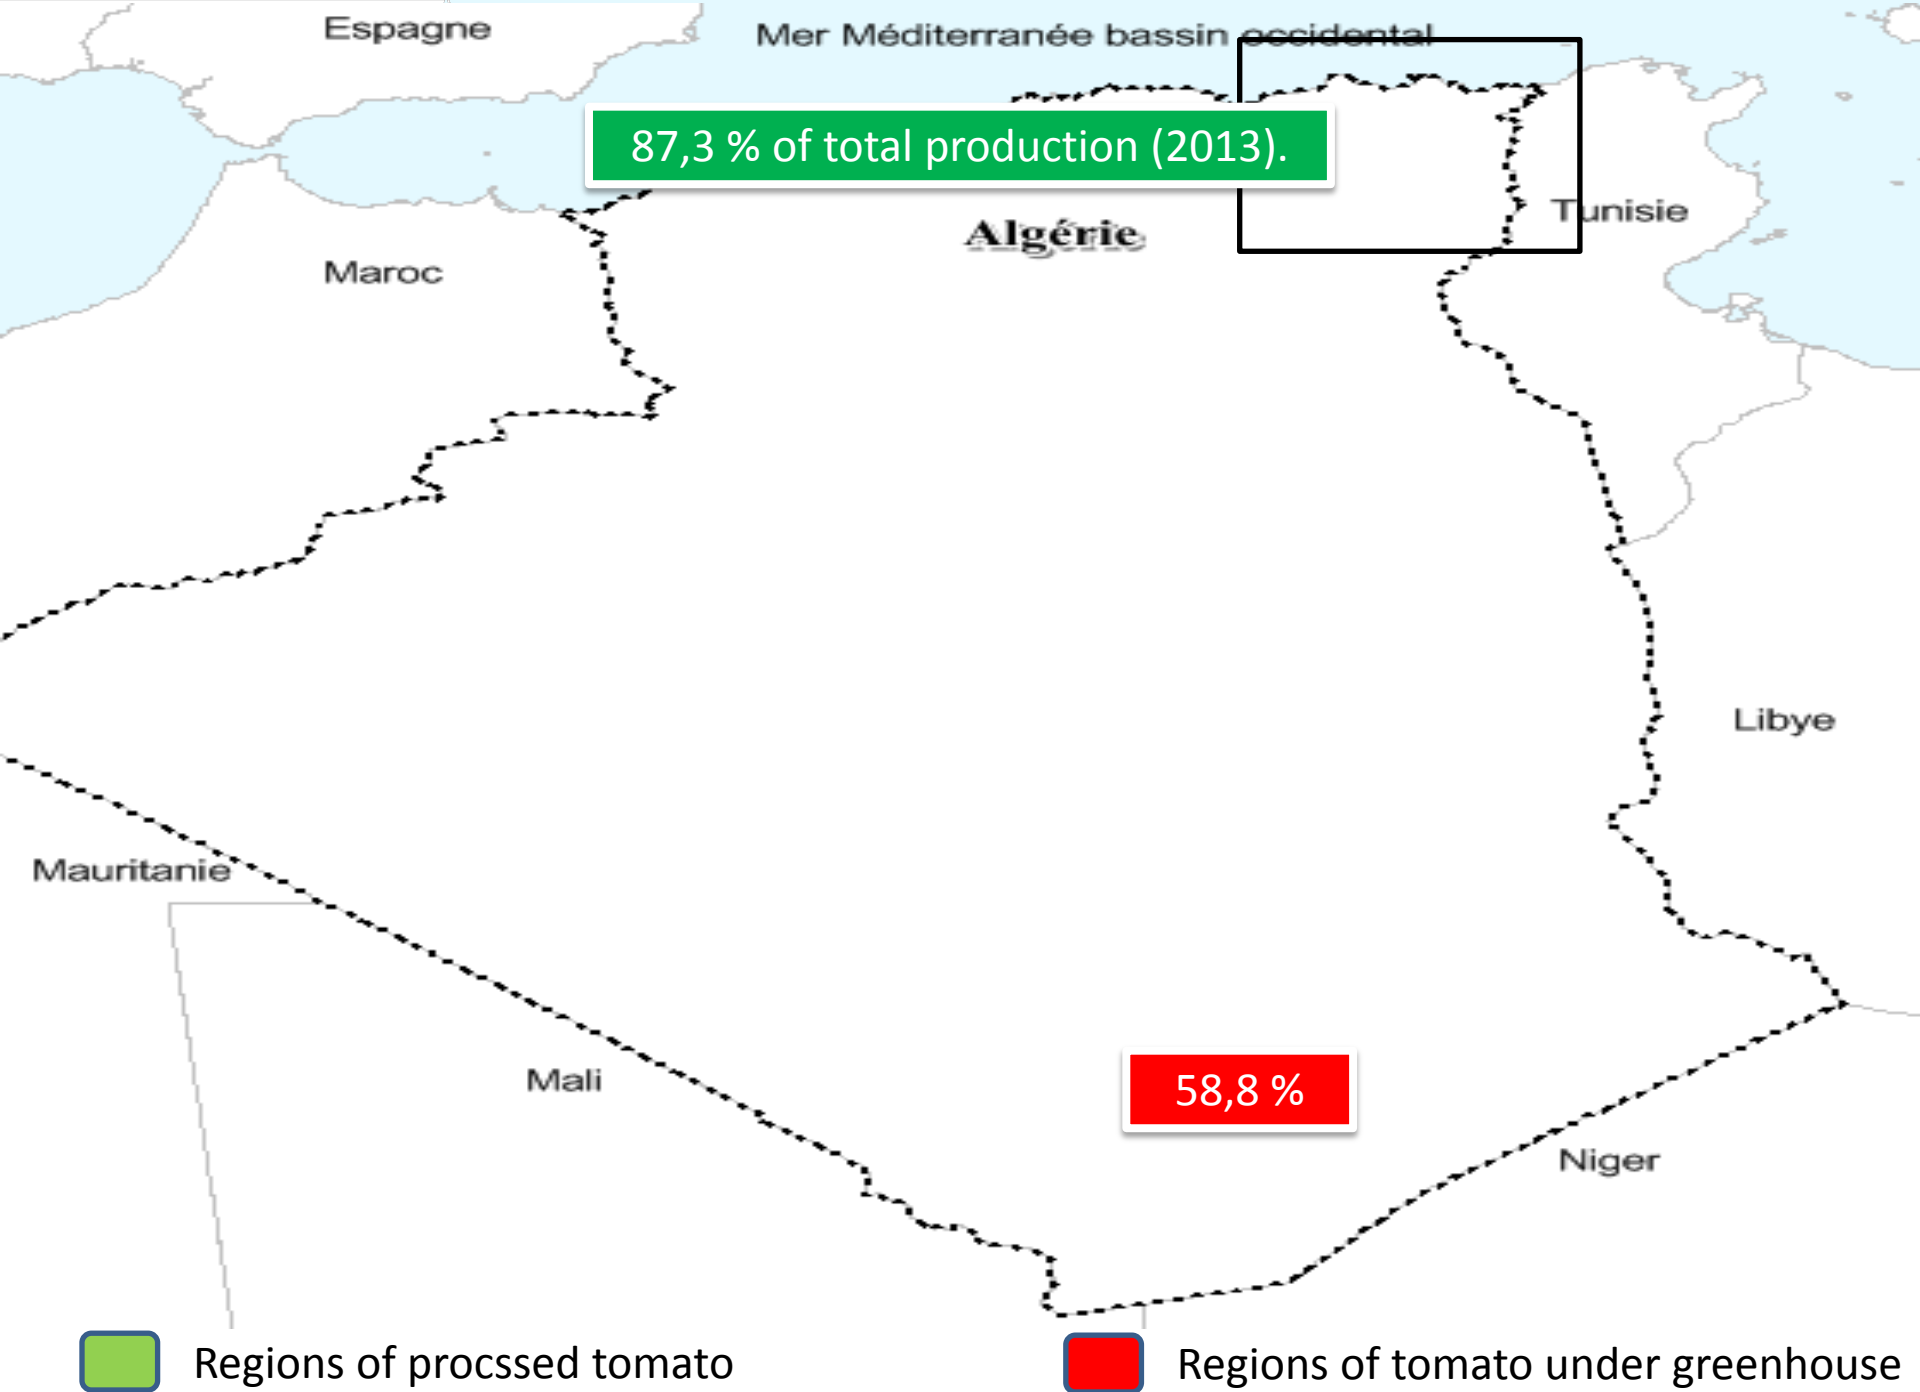 Espagne
Mer Méditerranée bassin occidental
87,3 % of total production (2013).
Tunisie
Algérie
Maroc
Libye
Mauritanie
Mali
58,8 %
Niger
Regions of procssed tomato
Regions of tomato under greenhouse